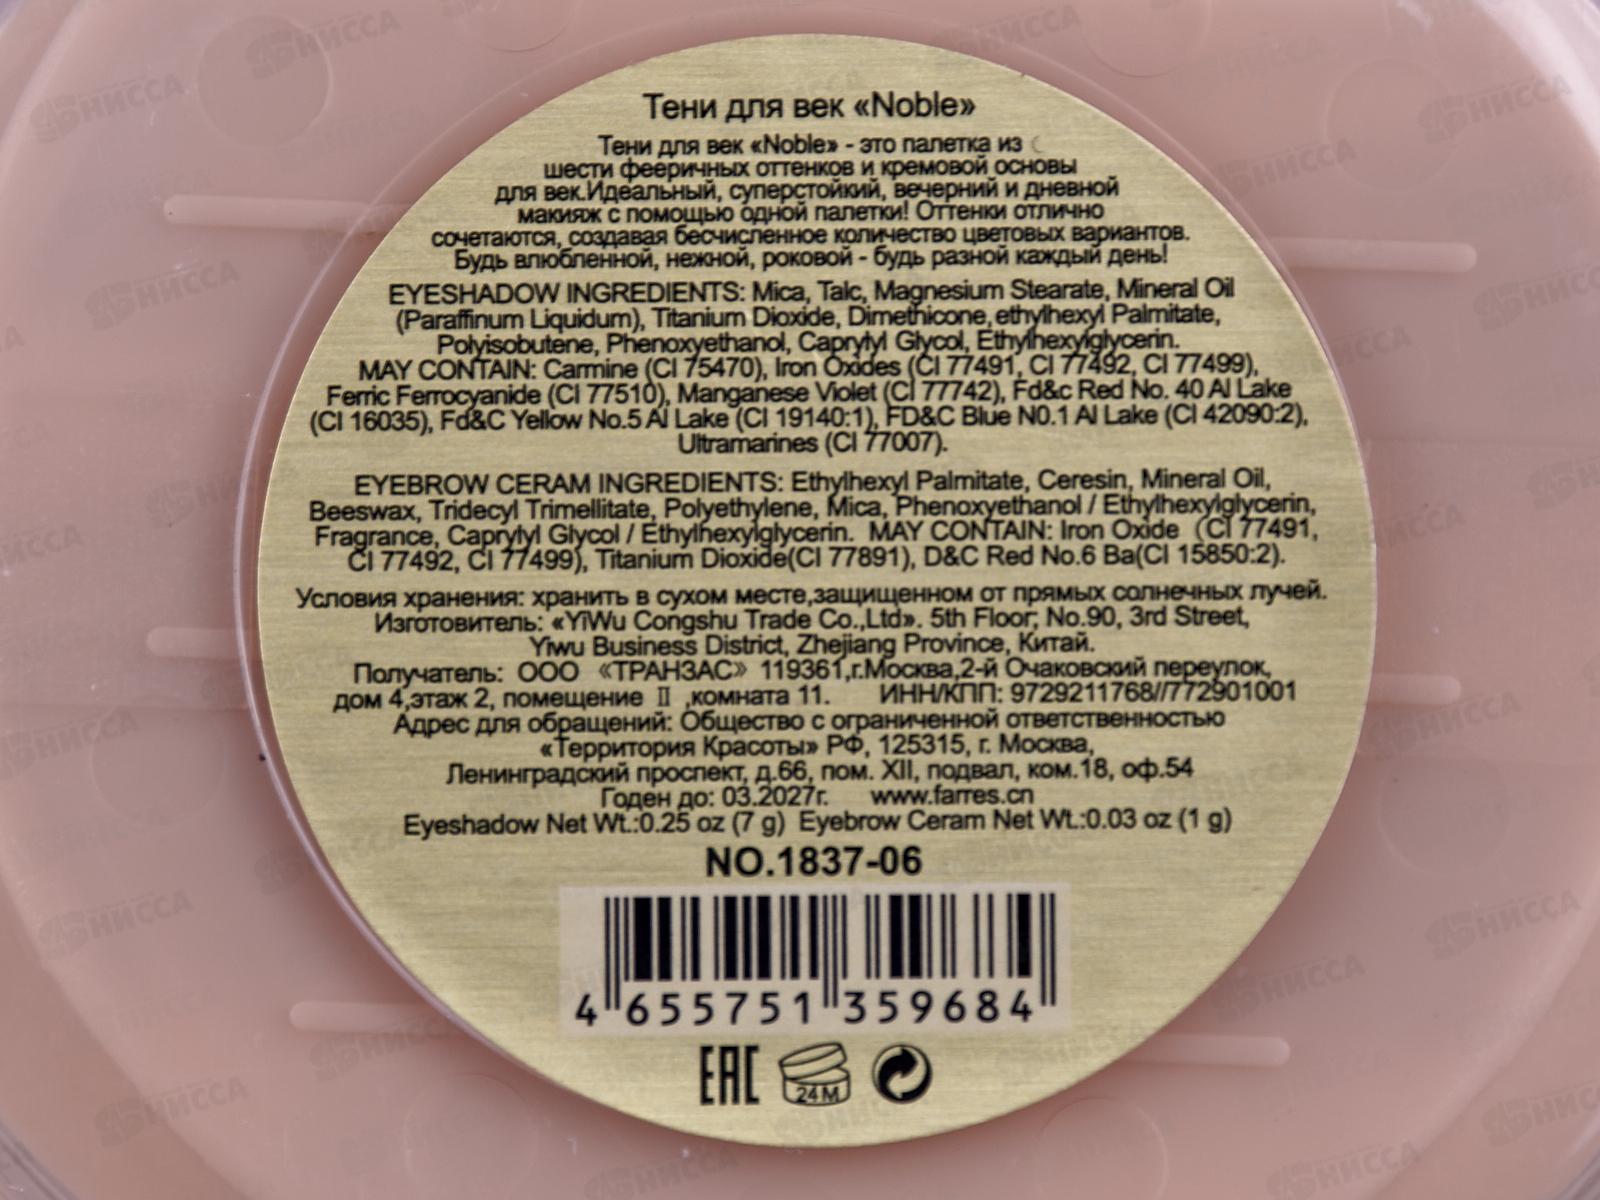 Тени для век «Noble»
Тени для век «Noble» - это палетка из
шести фееричных оттенков и кремовой основы
для век.Идеальный, суперстойкий, вечерний и дневной
макияж с помощью одной палетки! Оттенки отлично
сочетаются, создавая бесчисленное количество цветовых вариантов.
Будь влюбленной, нежной, роковой - будь разной каждый день!
EYESHADOW INGREDIENTS: Mica, Talc, Magnesium Stearate, Mineral Oil
(Paraffinum Liquidum), Titanium Dioxide, Dimethicone, ethylhexyl Palmitate,
Polyisobutene, Phenoxyethanol, Caprylyl Glycol, Ethylhexylglycerin.
MAY CONTAIN: Carmine (CI 75470), Iron Oxides (CI 77491, CI 77492, CI 77499),
Ferric Ferrocyanide (CI 77510), Manganese Violet (CI 77742), Fd&c Red No. 40 Al Lake
(CI 16035), Fd&C Yellow No.5 Al Lake (CI 19140:1), FD&C Blue N0.1 Al Lake (CI 42090:2),
Ultramarines (CI 77007).
EYEBROW CERAM INGREDIENTS: Ethylhexyl Palmitate, Ceresin, Mineral Oil,
Beeswax, Tridecyl Trimellitate, Polyethylene, Mica, Phenoxyethanol / Ethylhexylglycerin,
Fragrance, Caprylyl Glycol / Ethylhexylglycerin. MAY CONTAIN: Iron Oxide (CI 77491,
CI 77492, CI 77499), Titanium Dioxide(CI 77891), D&C Red No.6 Ba(CI 15850:2).
Условия хранения: хранить в сухом месте,защищенном от прямых солнечных лучей.
Изготовитель: «YiWu Congshu Trade Co.,Ltd». 5th Floor; No.90, 3rd Street,
Yiwu Business District, Zhejiang Province, Китай.
Получатель: ООО «ТРАНЗАС» 119361,г.Москва,2-й Очаковский переулок,
дом 4,этаж 2, помещение II ,комната 11. ИНН/КПП: 9729211768//772901001
Адрес для обращений: Общество с ограниченной ответственностью
«Территория Красоты» РФ, 125315, г. Москва,
Ленинградский проспект, д.66, пом. XII, подвал, ком.18, оф.54
Годен до: 03.2027г. www.farres.cn
Eyeshadow Net Wt.:0.25 oz (7 g) Eyebrow Ceram Net Wt.:0.03 oz (1 g)
NO.1837-06
4 655751 359684
EAC 24M